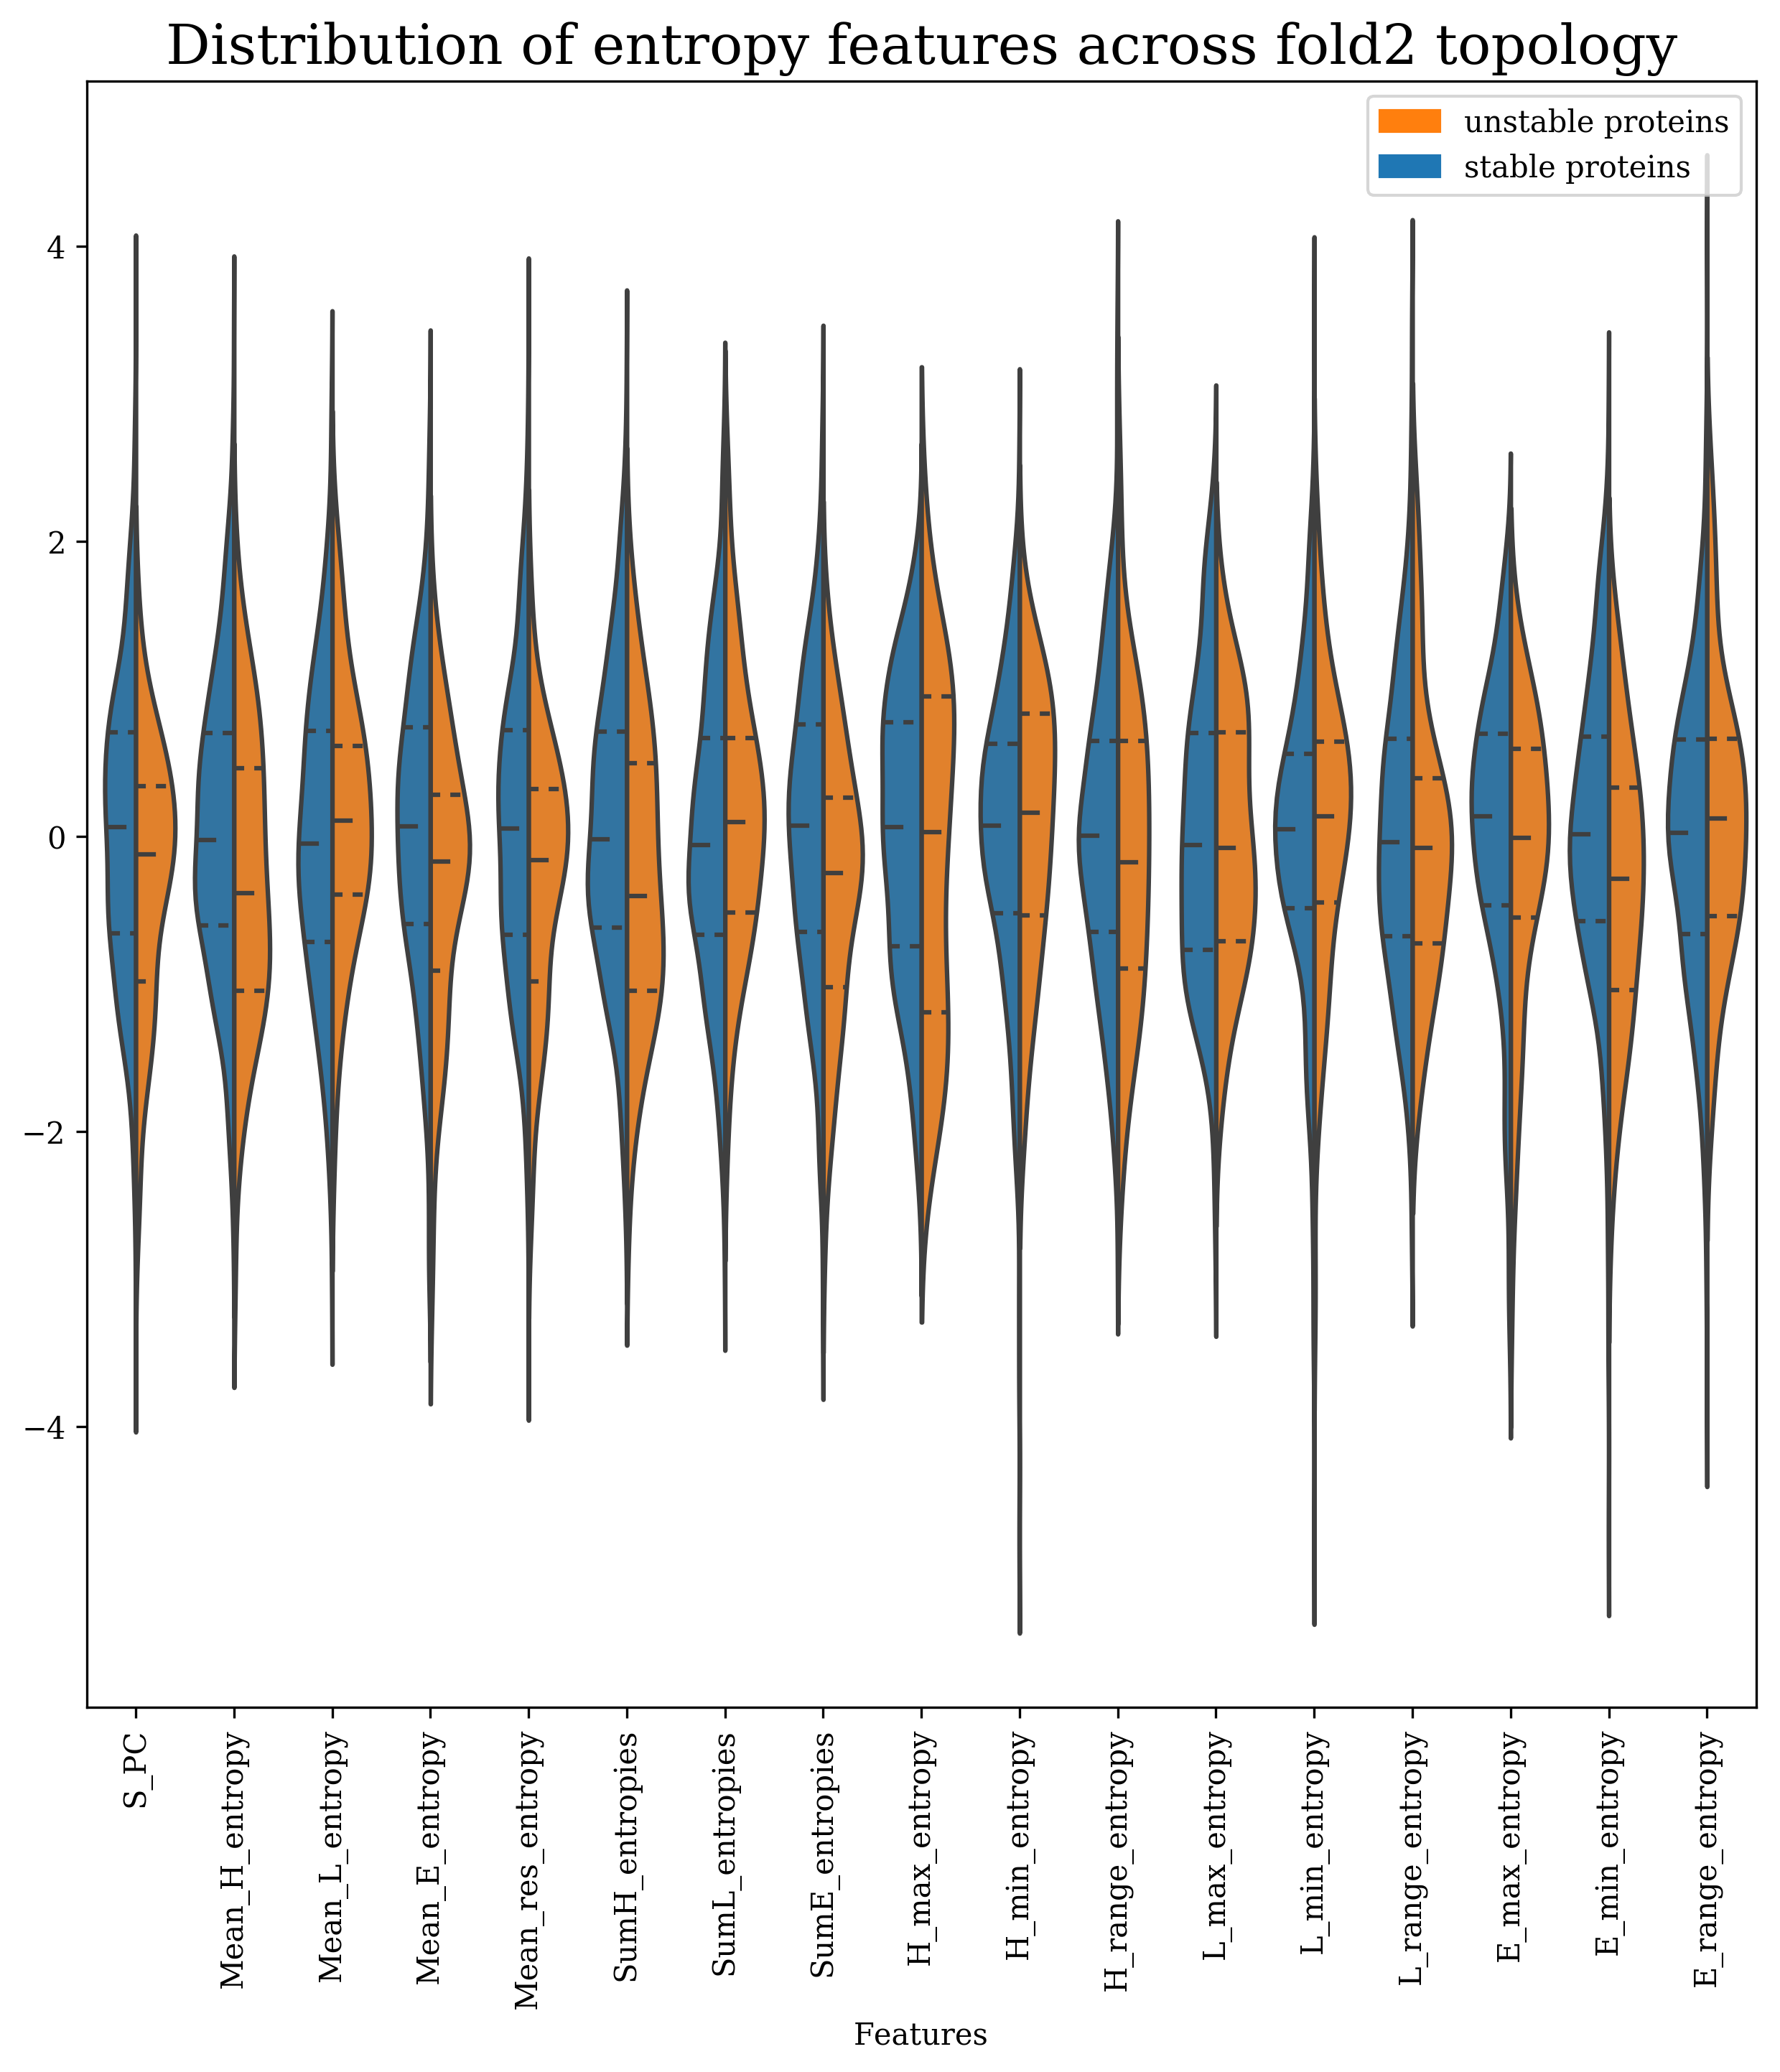 Distribution of entropy features across fold2 topology
unstable proteins
stable proteins
4
2
0
−2
−4
S_PC
Mean_H_entropy
Mean_L_entropy
Mean_E_entropy
Mean_res_entropy
SumH_entropies
SumL_entropies
SumE_entropies
H_max_entropy
H_min_entropy
H_range_entropy
L_max_entropy
L_min_entropy
L_range_entropy
E_max_entropy
E_min_entropy
E_range_entropy
Features